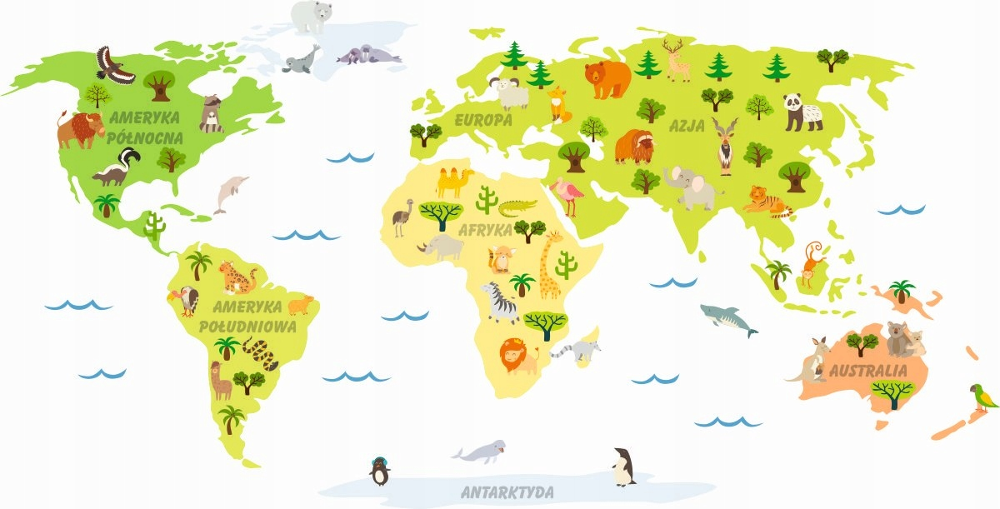 AMERYKA
PÓŁNOCNA
EUROPA
AZJA
AFRYKA
AMERYKA
POŁUDNIOWA
AUSTRALIA
ANTARKTYDA